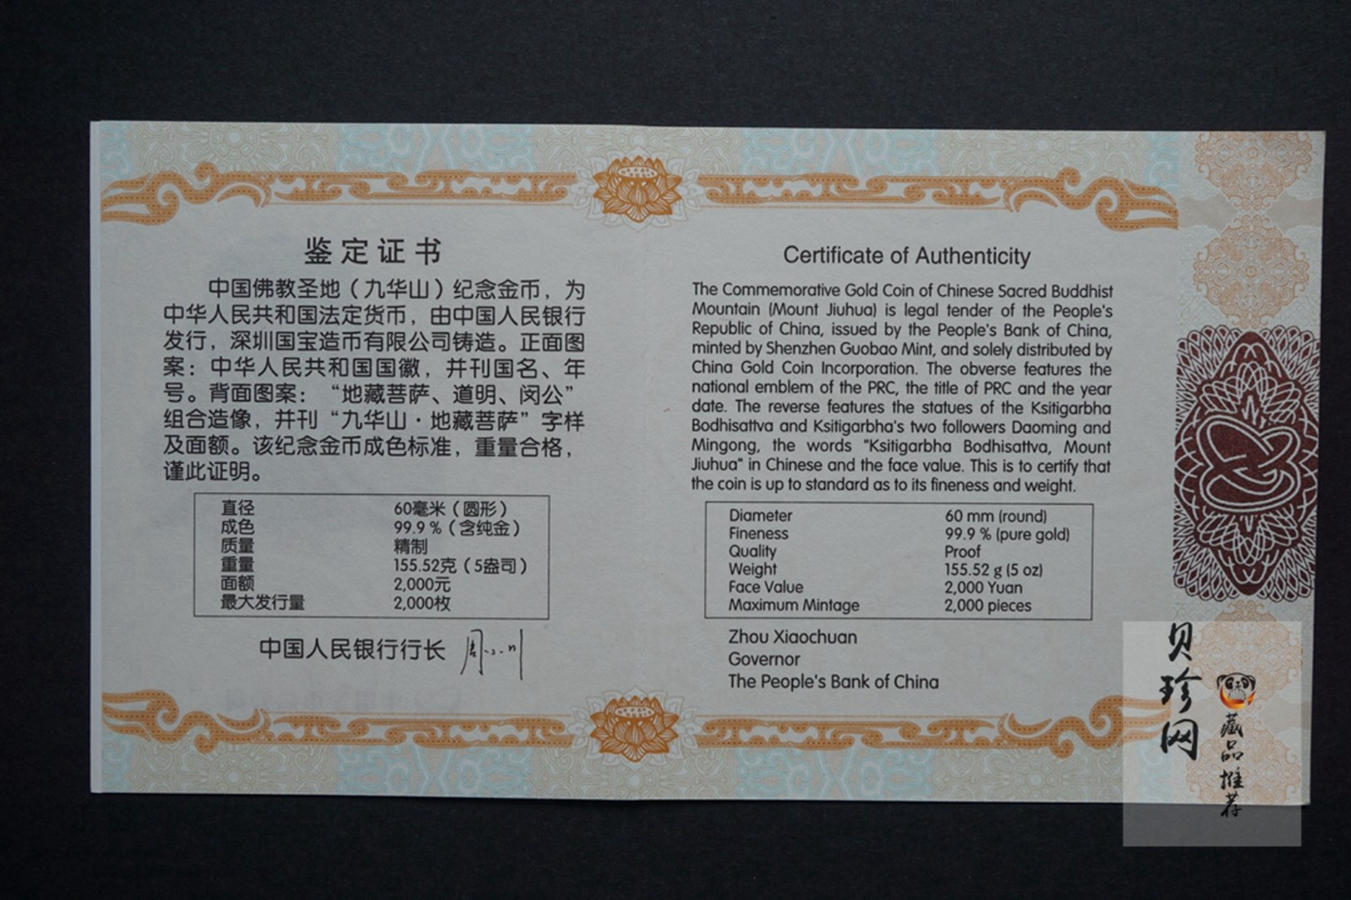 鉴定证书
中国佛教圣地（九华山）纪念金币，为
中华人民共和国法定货币，由中国人民银行
发行，深圳国宝造币有限公司铸造。正面图
案：中华人民共和国国徽，并刊国名、年
号。背面图案：“地藏菩萨、道明、闵公”
组合造像，并刊“九华山·地藏菩萨”字样
及面额。该纪念金币成色标准，重量合格，
谨此证明。
直径 60毫米（圆形）
成色 99.9％（含纯金）
质量 精制
重量 155.52克（5盎司）
面额 2,000元
最大发行量 2,000枚
中国人民银行行长 周小川
Certificate of Authenticity
The Commemorative Gold Coin of Chinese Sacred Buddhist
Mountain (Mount Jiuhua) is legal tender of the People's
Republic of China, issued by the People's Bank of China,
minted by Shenzhen Guobao Mint, and solely distributed by
China Gold Coin Incorporation. The obverse features the
national emblem of the PRC, the title of PRC and the year
date. The reverse features the statues of the Ksitigarbha
Bodhisattva and Ksitigarbha's two followers Daoming and
Mingong, the words "Ksitigarbha Bodhisattva, Mount
Jiuhua" in Chinese and the face value. This is to certify that
the coin is up to standard as to its fineness and weight.
Diameter 60 mm (round)
Fineness 99.9 % (pure gold)
Quality Proof
Weight 155.52 g (5 oz)
Face Value 2,000 Yuan
Maximum Mintage 2,000 pieces
Zhou Xiaochuan
Governor
The People's Bank of China
贝珍网
藏品推荐